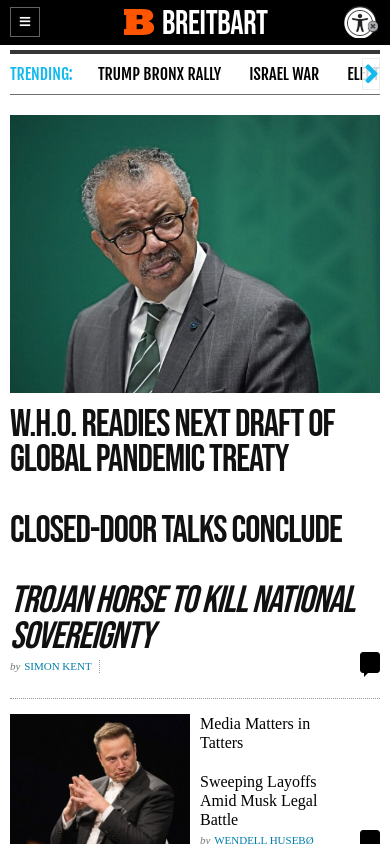 BREITBART
TRENDING:
TRUMP BRONX RALLY
ISRAEL WAR
W.H.O. READIES NEXT DRAFT OF
GLOBAL PANDEMIC TREATY
CLOSED-DOOR TALKS CONCLUDE
TROJAN HORSE TO KILL NATIONAL
SOVEREIGNTY
by SIMON KENT
Media Matters in
Tatters
Sweeping Layoffs
Amid Musk Legal
Battle
by WENDELL HUSEBØ